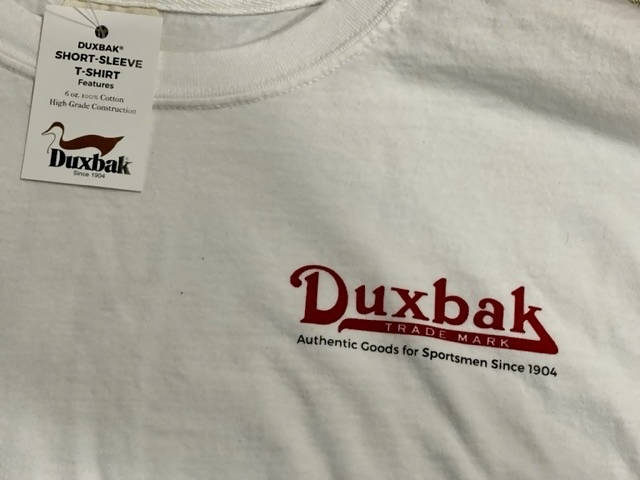 DUXBAK®
SHORT-SLEEVE
T-SHIRT
Features
6 oz. 100% Cotton
High Grade Construction
Duxbak
Since 1904
Duxbak
TRADE MARK
Authentic Goods for Sportsmen Since 1904